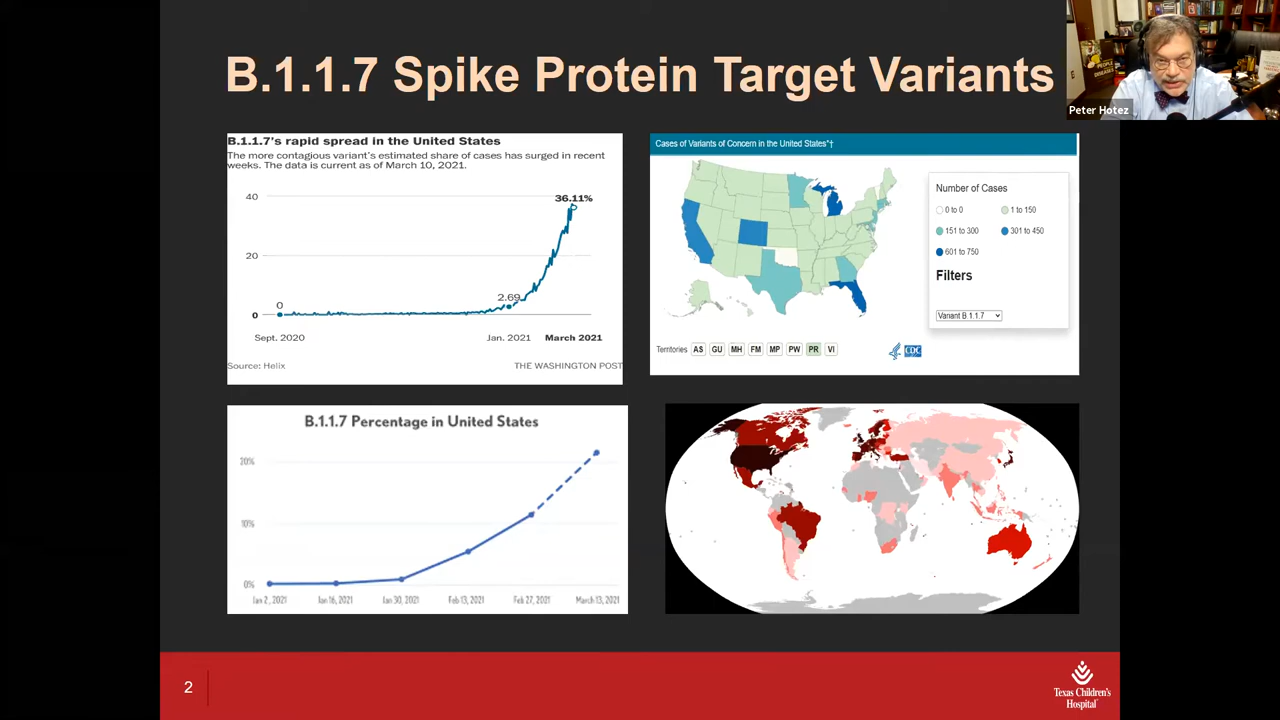 B.1.1.7 Spike Protein Target Variants
Peter Hotez
B.1.1.7's rapid spread in the United States
The more contagious variant's estimated share of cases has surged in recent
weeks. The data is current as of March 10, 2021.
40
36.11%
20
2.69
0
0
Sept. 2020
Jan. 2021
March 2021
Source: Helix
THE WASHINGTON POST
Cases of Variants of Concern in the United States*†
Number of Cases
0 to 0
1 to 150
151 to 300
301 to 450
601 to 750
Filters
Variant B.1.1.7
Territories AS GU MH FM MP PW PR VI
CDC
B.1.1.7 Percentage in United States
20%
10%
0%
Jan 2, 2021
Jan 16, 2021
Jan 30, 2021
Feb 13, 2021
Feb 27, 2021
March 13, 2021
2
Texas Children's
Hospital